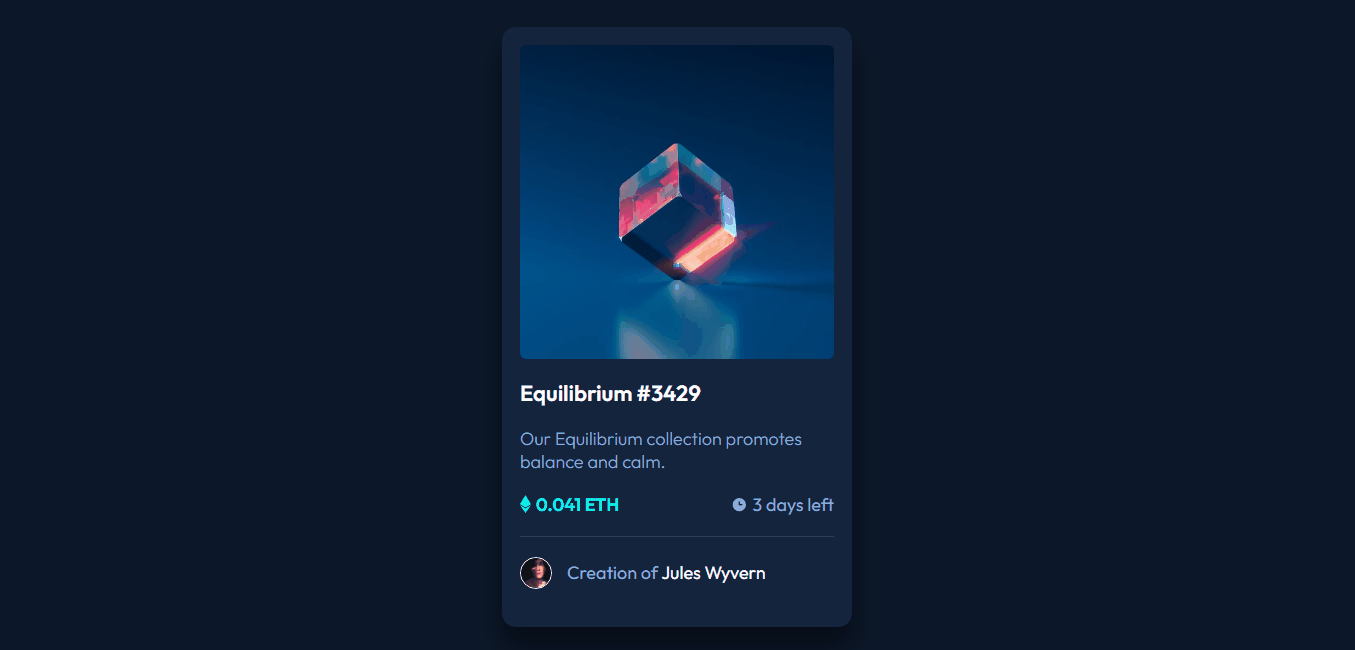 Equilibrium #3429
Our Equilibrium collection promotes
balance and calm.
0.041 ETH
3 days left
Creation of Jules Wyvern